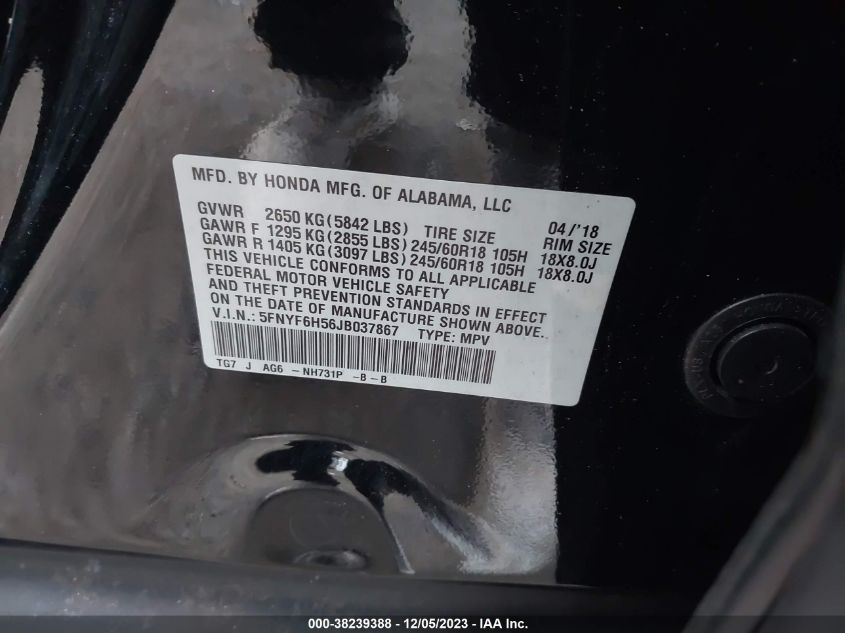 MFD. BY HONDA MFG. OF ALABAMA, LLC
04/'18
GVWR 2650 KG(5842 LBS) TIRE SIZE RIM SIZE
GAWR F 1295 KG(2855 LBS)245/60R18 105H 18X8.0J
GAWR R 1405 KG(3097 LBS)245/60R18 105H 18X8.0J
THIS VEHICLE CONFORMS TO ALL APPLICABLE
FEDERAL MOTOR VEHICLE SAFETY
AND THEFT PREVENTION STANDARDS IN EFFECT
ON THE DATE OF MANUFACTURE SHOWN ABOVE..
V.I.N.: 5FNYF6H56JB037867 TYPE: MPV
TG7 J AG6 -NH731P -B-B
000-38239388 - 12/05/2023 - IAAI Inc.